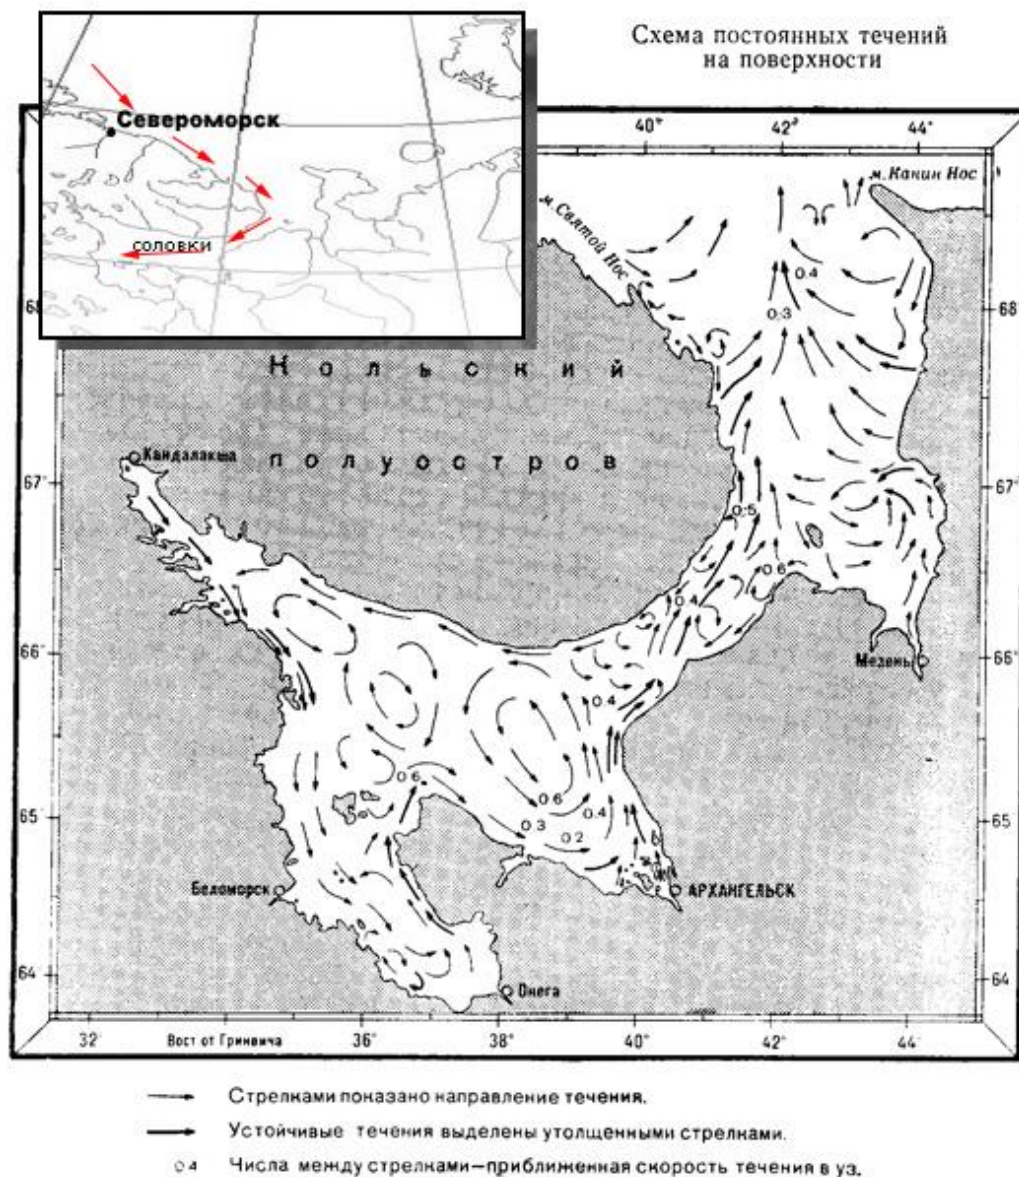 Схема постоянных течений
на поверхности
Североморск
соловки
40°
42°
44°
м. Канин Нос
м. Святой Нос
0.4
0.3
68
68°
Кольский
полуостров
Кандалакша
67°
67°
0.5
0.6
0.4
66°
66°
Мезень
0.4
0.6
0.6
0.4
0.3
0.2
65°
65°
Беломорск
АРХАНГЕЛЬСК
64
64
Онега
32
Вост от Гринвича
36°
38°
40°
42°
44°
Стрелками показано направление течения.
Устойчивые течения выделены утолщенными стрелками.
0.4 Числа между стрелками—приближенная скорость течения в уз.